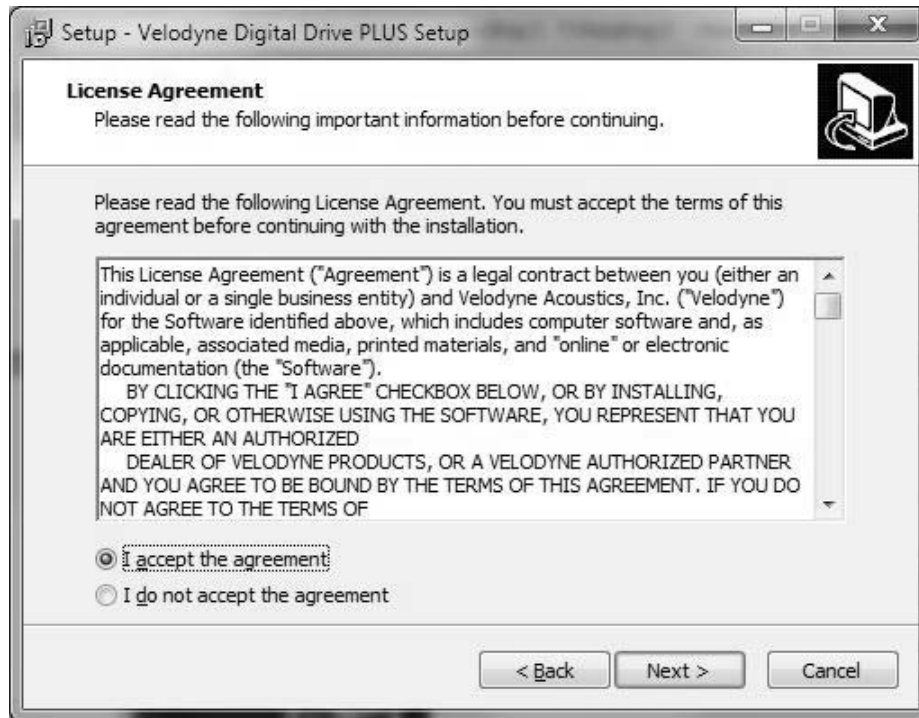 Setup - Velodyne Digital Drive PLUS Setup
License Agreement
Please read the following important information before continuing.
Please read the following License Agreement. You must accept the terms of this
agreement before continuing with the installation.
This License Agreement ("Agreement") is a legal contract between you (either an
individual or a single business entity) and Velodyne Acoustics, Inc. ("Velodyne")
for the Software identified above, which includes computer software and, as
applicable, associated media, printed materials, and "online" or electronic
documentation (the "Software").
BY CLICKING THE "I AGREE" CHECKBOX BELOW, OR BY INSTALLING,
COPYING, OR OTHERWISE USING THE SOFTWARE, YOU REPRESENT THAT YOU
ARE EITHER AN AUTHORIZED
DEALER OF VELODYNE PRODUCTS, OR A VELODYNE AUTHORIZED PARTNER
AND YOU AGREE TO BE BOUND BY THE TERMS OF THIS AGREEMENT. IF YOU DO
NOT AGREE TO THE TERMS OF
I accept the agreement
I do not accept the agreement
< Back Next > Cancel